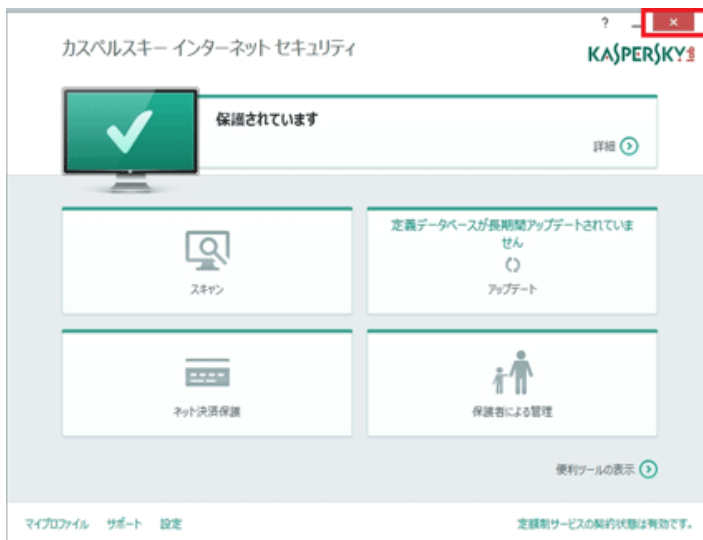 ?
カスペルスキー インターネット セキュリティ
KASPERSKY lab
保護されています
詳細
定義データベースが長期間アップデートされていま
せん
スキャン
アップデート
ネット決済保護
保護者による管理
便利ツールの表示
マイプロファイル サポート 設定
定額制サービスの契約状態は有効です。